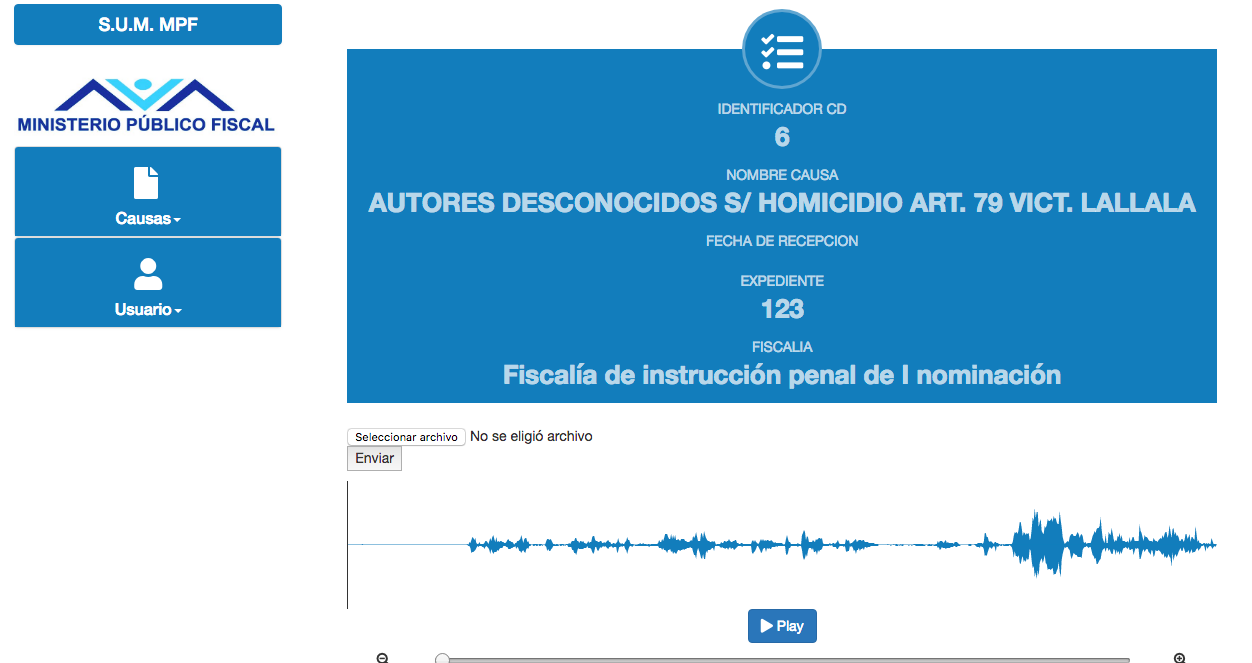 S.U.M. MPF
MINISTERIO PÚBLICO FISCAL
Causas
Usuario
IDENTIFICADOR CD
6
NOMBRE CAUSA
AUTORES DESCONOCIDOS S/ HOMICIDIO ART. 79 VICT. LALLALA
FECHA DE RECEPCION
EXPEDIENTE
123
FISCALIA
Fiscalía de instrucción penal de I nominación
Seleccionar archivo No se eligió archivo
Enviar
Play